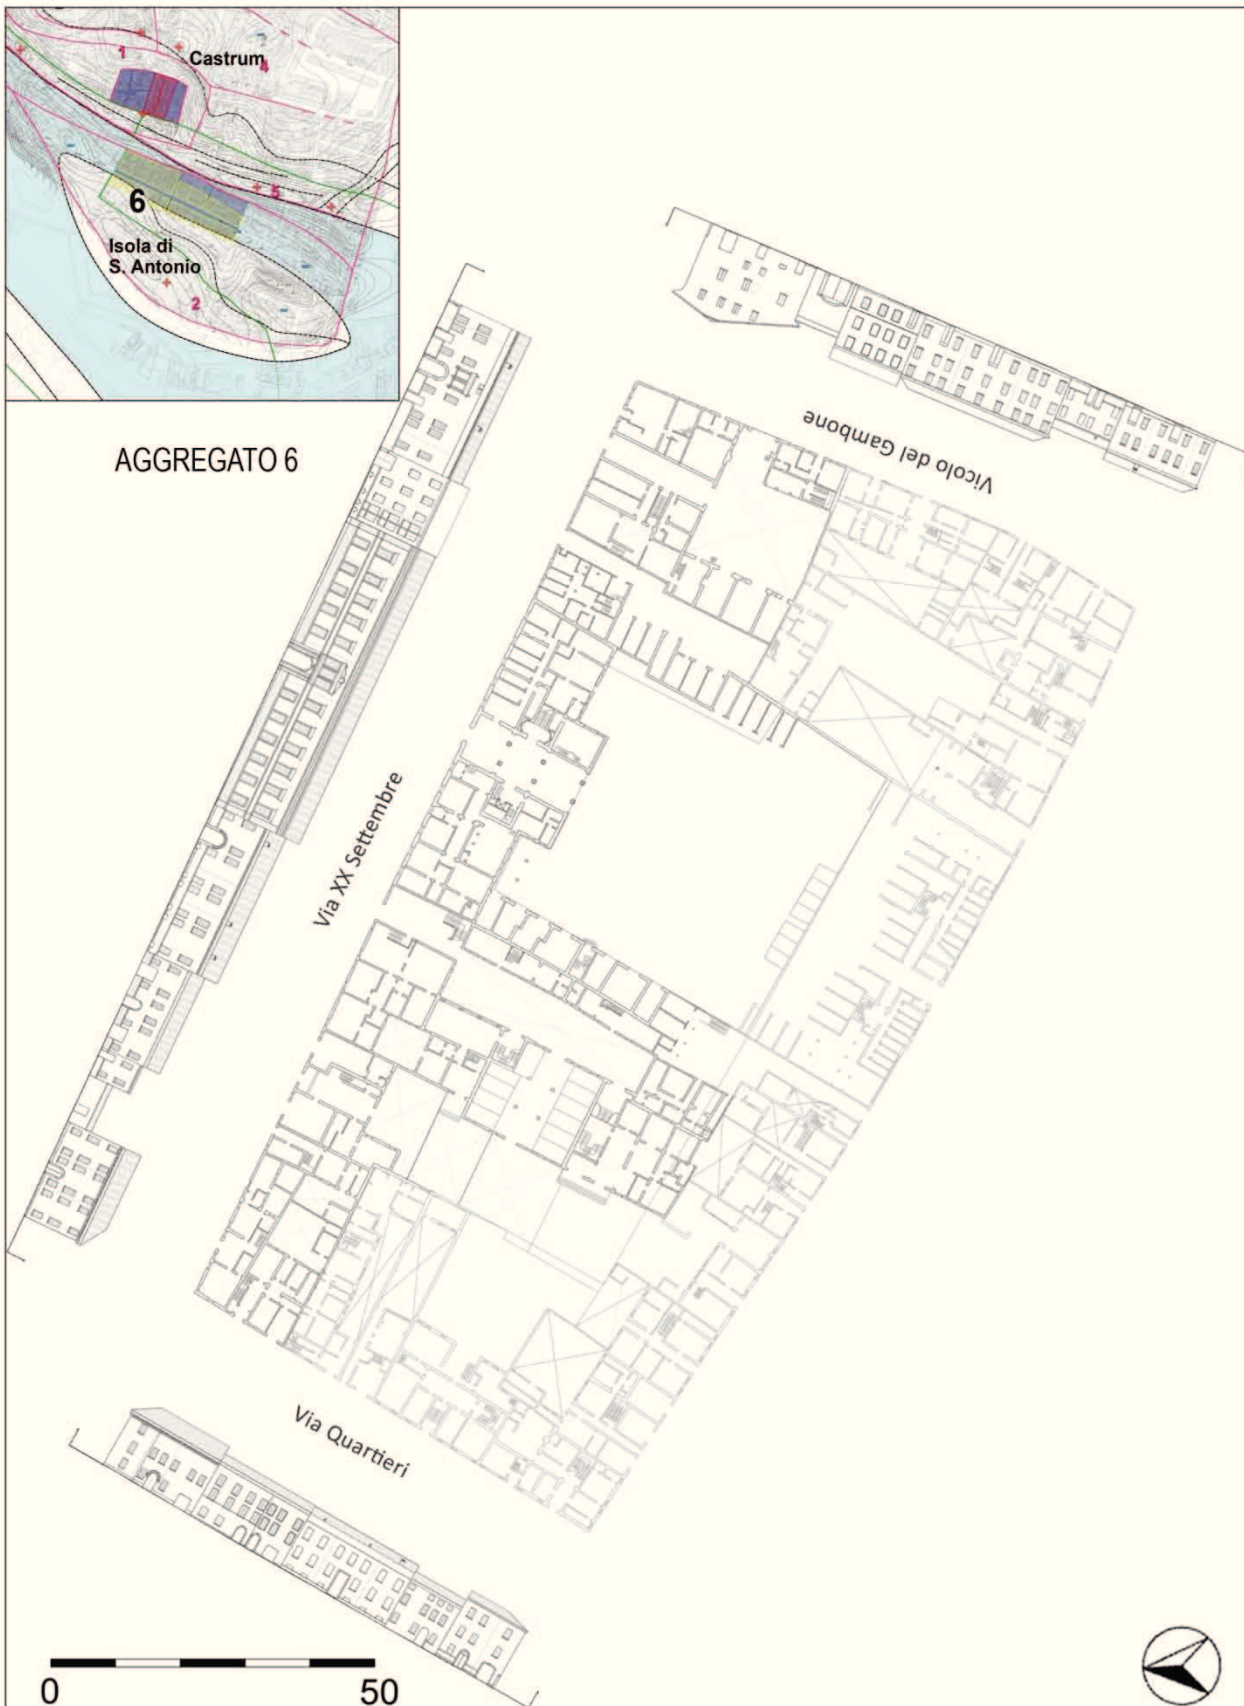 1
Castrum
4
5
6
Isola di
S. Antonio
2
AGGREGATO 6
Vicolo del Gambone
Via XX Settembre
Via Quartieri
0
50